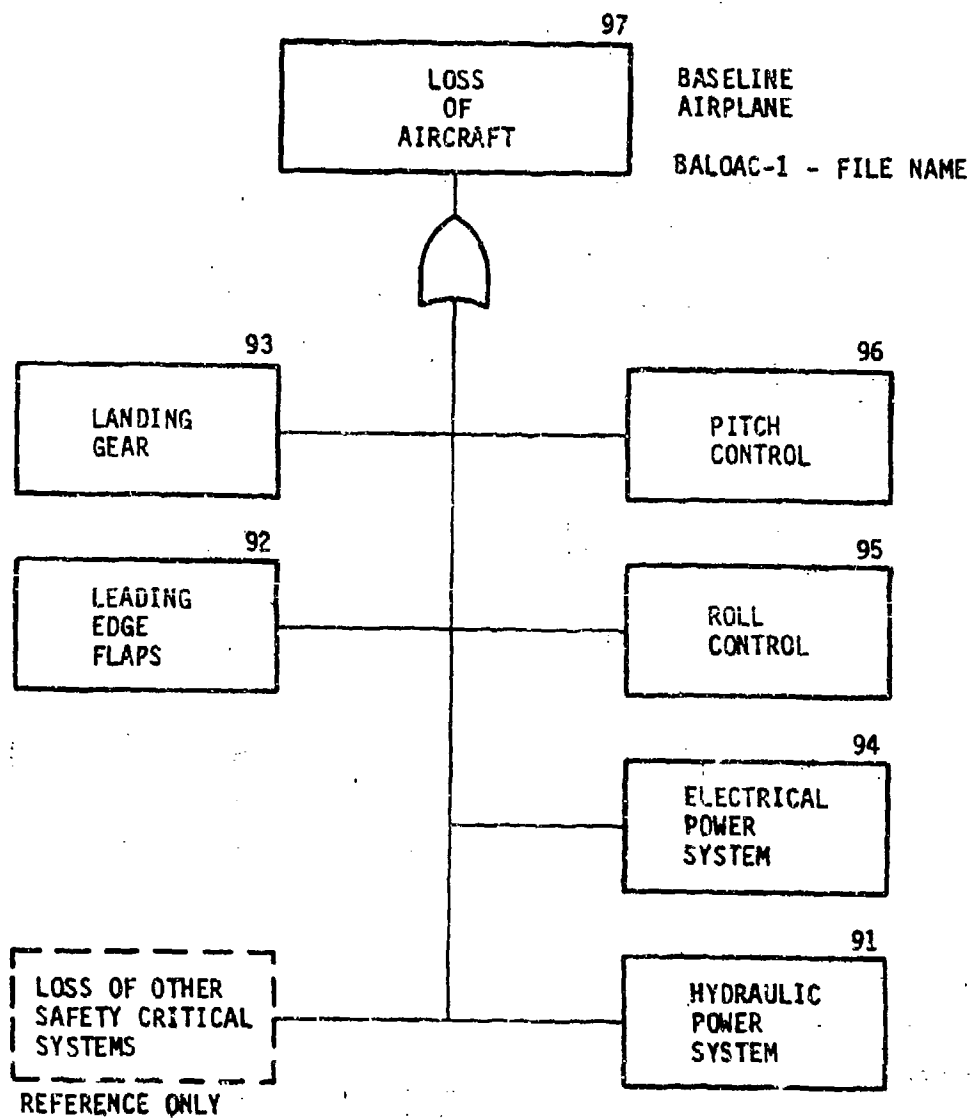 97
LOSS
OF
AIRCRAFT
BASELINE
AIRPLANE
BALOAC-1 - FILE NAME
93
LANDING
GEAR
96
PITCH
CONTROL
92
LEADING
EDGE
FLAPS
95
ROLL
CONTROL
94
ELECTRICAL
POWER
SYSTEM
LOSS OF OTHER
SAFETY CRITICAL
SYSTEMS
REFERENCE ONLY
91
HYDRAULIC
POWER
SYSTEM